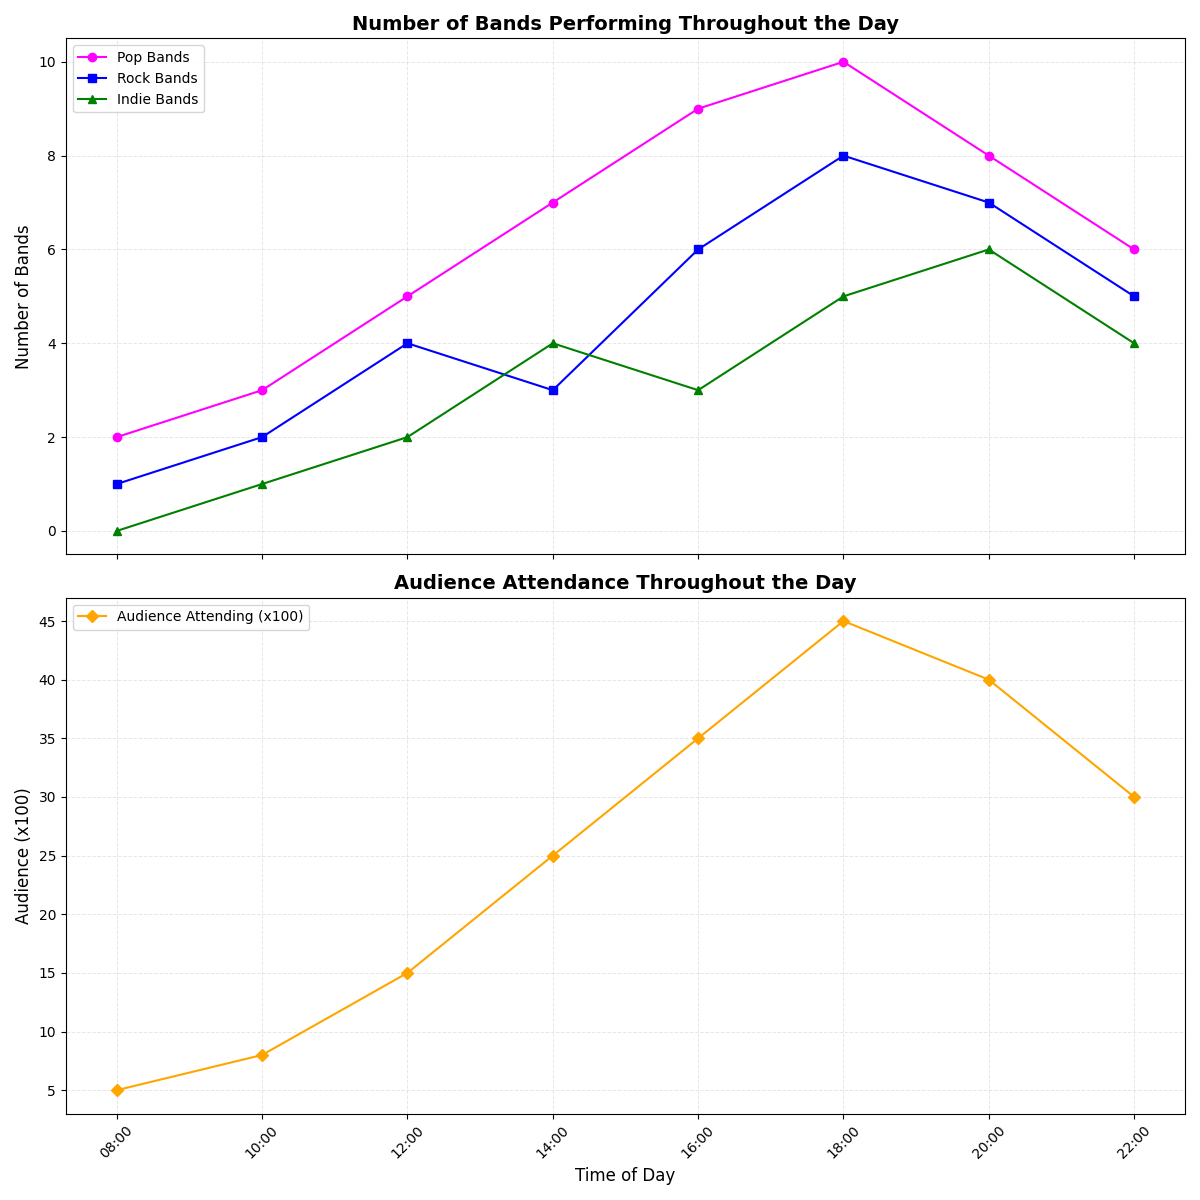 Number of Bands Performing Throughout the Day
Pop Bands
Rock Bands
Indie Bands
10
8
6
4
2
0
Number of Bands
Audience Attendance Throughout the Day
Audience Attending (x100)
45
40
35
30
25
20
15
10
5
Audience (x100)
08:00
10:00
12:00
14:00
16:00
18:00
20:00
22:00
Time of Day